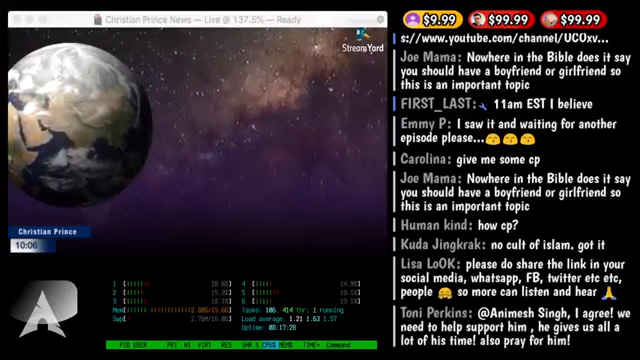 Christian Prince News — Live @ 137.5% — Ready
StreamYard
$9.99
$99.99
$99.99
s://www.youtube.com/channel/UCOxv...
Joe Mama: Nowhere in the Bible does it say
you should have a boyfriend or girlfriend so
this is an important topic
FIRST_LAST: 11am EST I believe
Emmy P: I saw it and waiting for another
episode please...
Carolina: give me some cp
Joe Mama: Nowhere in the Bible does it say
you should have a boyfriend or girlfriend so
this is an important topic
Human kind: how cp?
Kuda Jingkrak: no cult of islam. got it
Lisa LoOK: please do share the link in your
social media, whatsapp, FB, twitter etc etc,
people so more can listen and hear
Toni Perkins: @Animesh Singh, I agree! we
need to help support him , he gives us all
a lot of his time! also pray for him!
Christian Prince
10:06
Tasks: 106, 414 thr; 1 running
Load average: 1.21 1.63 1.57
Uptime: 08:17:28
PID USER PRI NI VIRT RES SHR S CPU% MEM% TIME+ Command